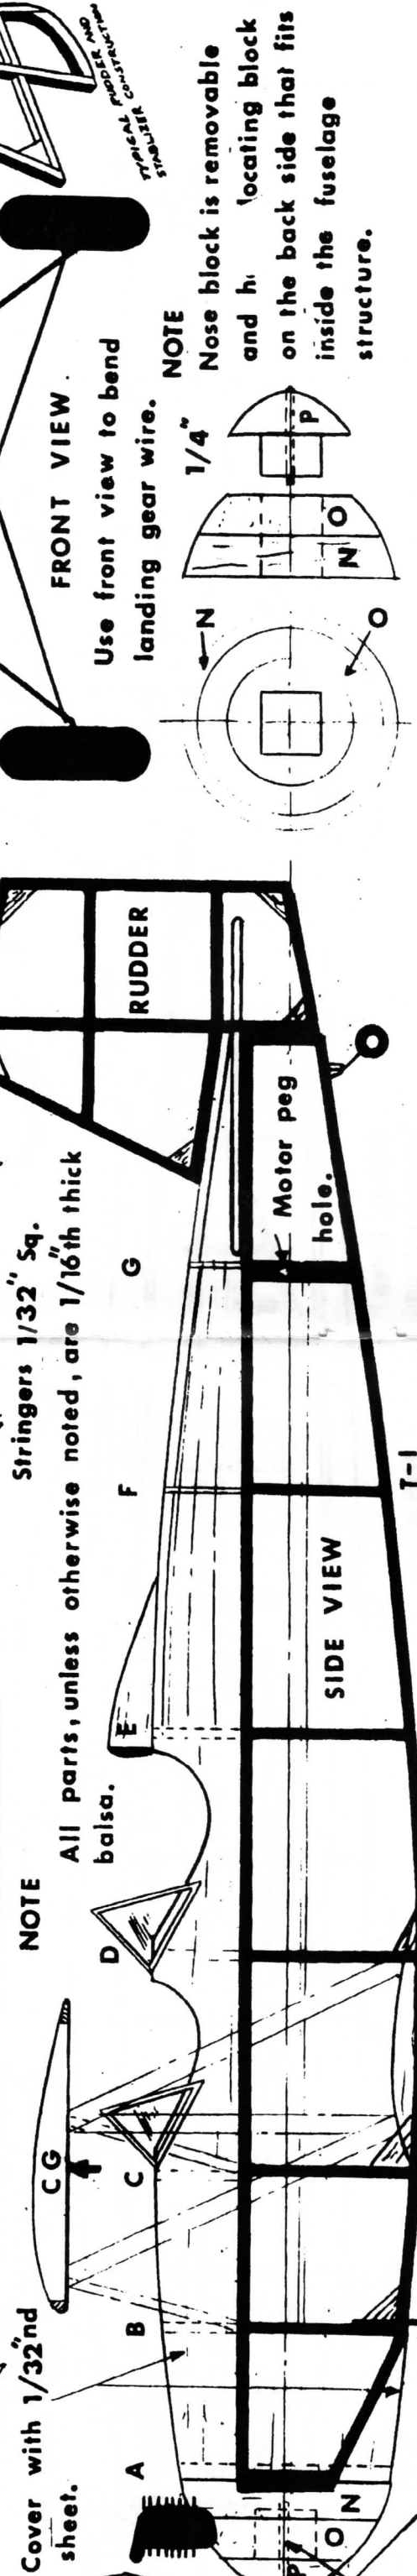 Cover with 1/32"nd
sheet.
NOTE
All parts, unless otherwise noted, are 1/16"th thick
balsa.
Stringers 1/32" Sq.
CG
A
B
C
D
E
F
G
RUDDER
Motor peg
hole.
SIDE VIEW
T-1
N
O
P
FRONT VIEW.
Use front view to bend
landing gear wire.
1/4"
N
O
N
O
P
NOTE
Nose block is removable
and locating block
on the back side that fits
inside the fuselage
structure.
TYPICAL RUDDER AND
STABLIZER CONSTRUCTION